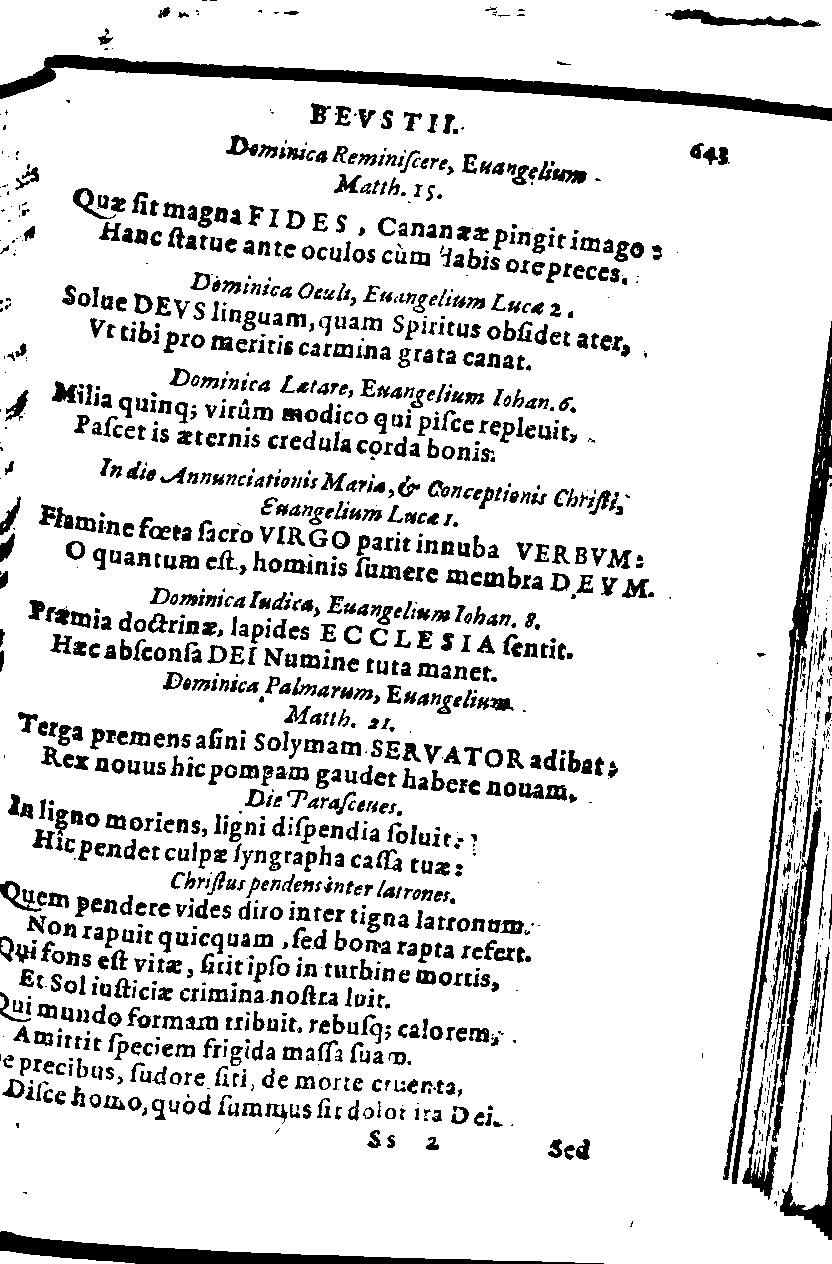 BEVSTII.
643
Dominica Reminiſcere, Euangelium
Matth. 15.
Quæ ſit magna FIDES, Cananææ pingit imago:
Hanc ſtatue ante oculos cùm dabis ore preces.
Dominica Oculi, Euangelium Lucæ 2.
Solue DEVS linguam, quam Spiritus obſidet ater,
Vt tibi pro meritis carmina grata canat.
Dominica Lætare, Euangelium Iohan. 6.
Milia quinq; virûm modico qui piſce repleuit,
Paſcet is æternis credula corda bonis.
In die Annunciationis Mariæ, & Conceptionis Chriſti,
Euangelium Lucæ 1.
Flamine fœta ſacro VIRGO parit innuba VERBVM:
O quantum eſt, hominis ſumere membra DEVM.
Dominica Iudica, Euangelium Iohan. 8.
Præmia doctrinæ, lapides ECCLESIA ſentit.
Hæc abſconſa DEI Numine tuta manet.
Dominica Palmarum, Euangelium
Matth. 21.
Terga premens aſini Solymam SERVATOR adibat;
Rex nouus hic pompam gaudet habere nouam.
Die Paraſceues.
In ligno moriens, ligni diſpendia ſoluit:
Hic pendet culpæ ſyngrapha caſſa tuæ:
Chriſtus pendens inter latrones.
Quem pendere vides diro inter tigna latronum.
Non rapuit quicquam, ſed bona rapta refert.
Qui fons eſt vitæ, ſitit ipſo in turbine mortis,
Et Sol iuſticiæ crimina noſtra luit.
Qui mundo formam tribuit, rebuſq; calorem,
Amittit ſpeciem frigida maſſa ſuam.
precibus, ſudore, ſiti, de morte cruenta,
Diſce homo, quòd ſummus ſit dolor ira Dei.
Ss 2
Sed